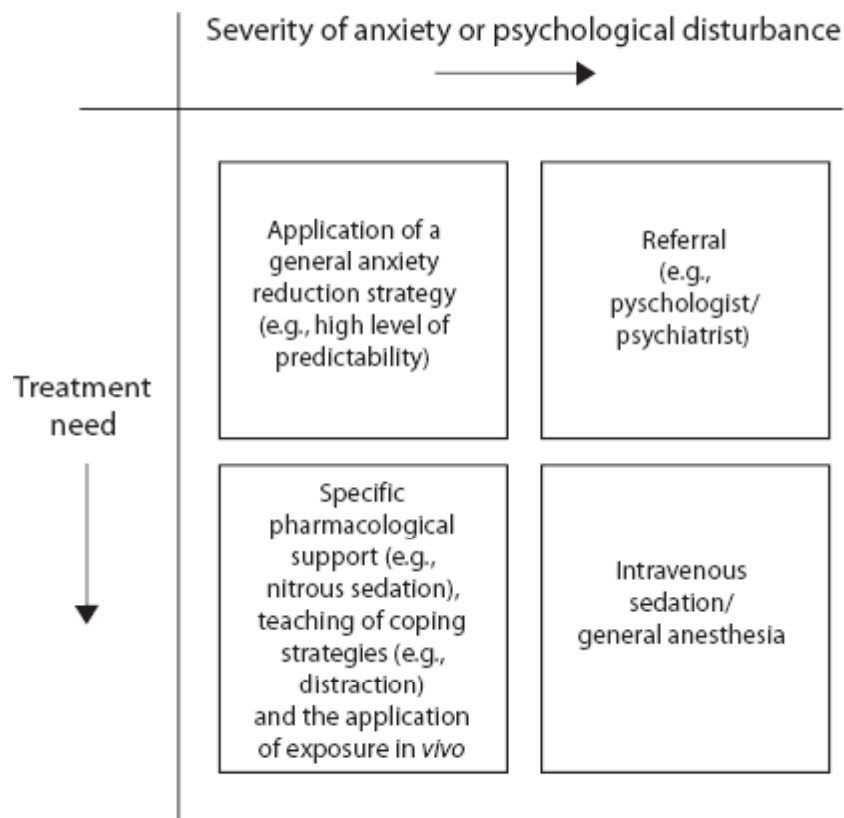 Severity of anxiety or psychological disturbance
Treatment
need
Application of a
general anxiety
reduction strategy
(e.g., high level of
predictability)
Referral
(e.g.,
pyschologist/
psychiatrist)
Specific
pharmacological
support (e.g.,
nitrous sedation),
teaching of coping
strategies (e.g.,
distraction)
and the application
of exposure in vivo
Intravenous
sedation/
general anesthesia